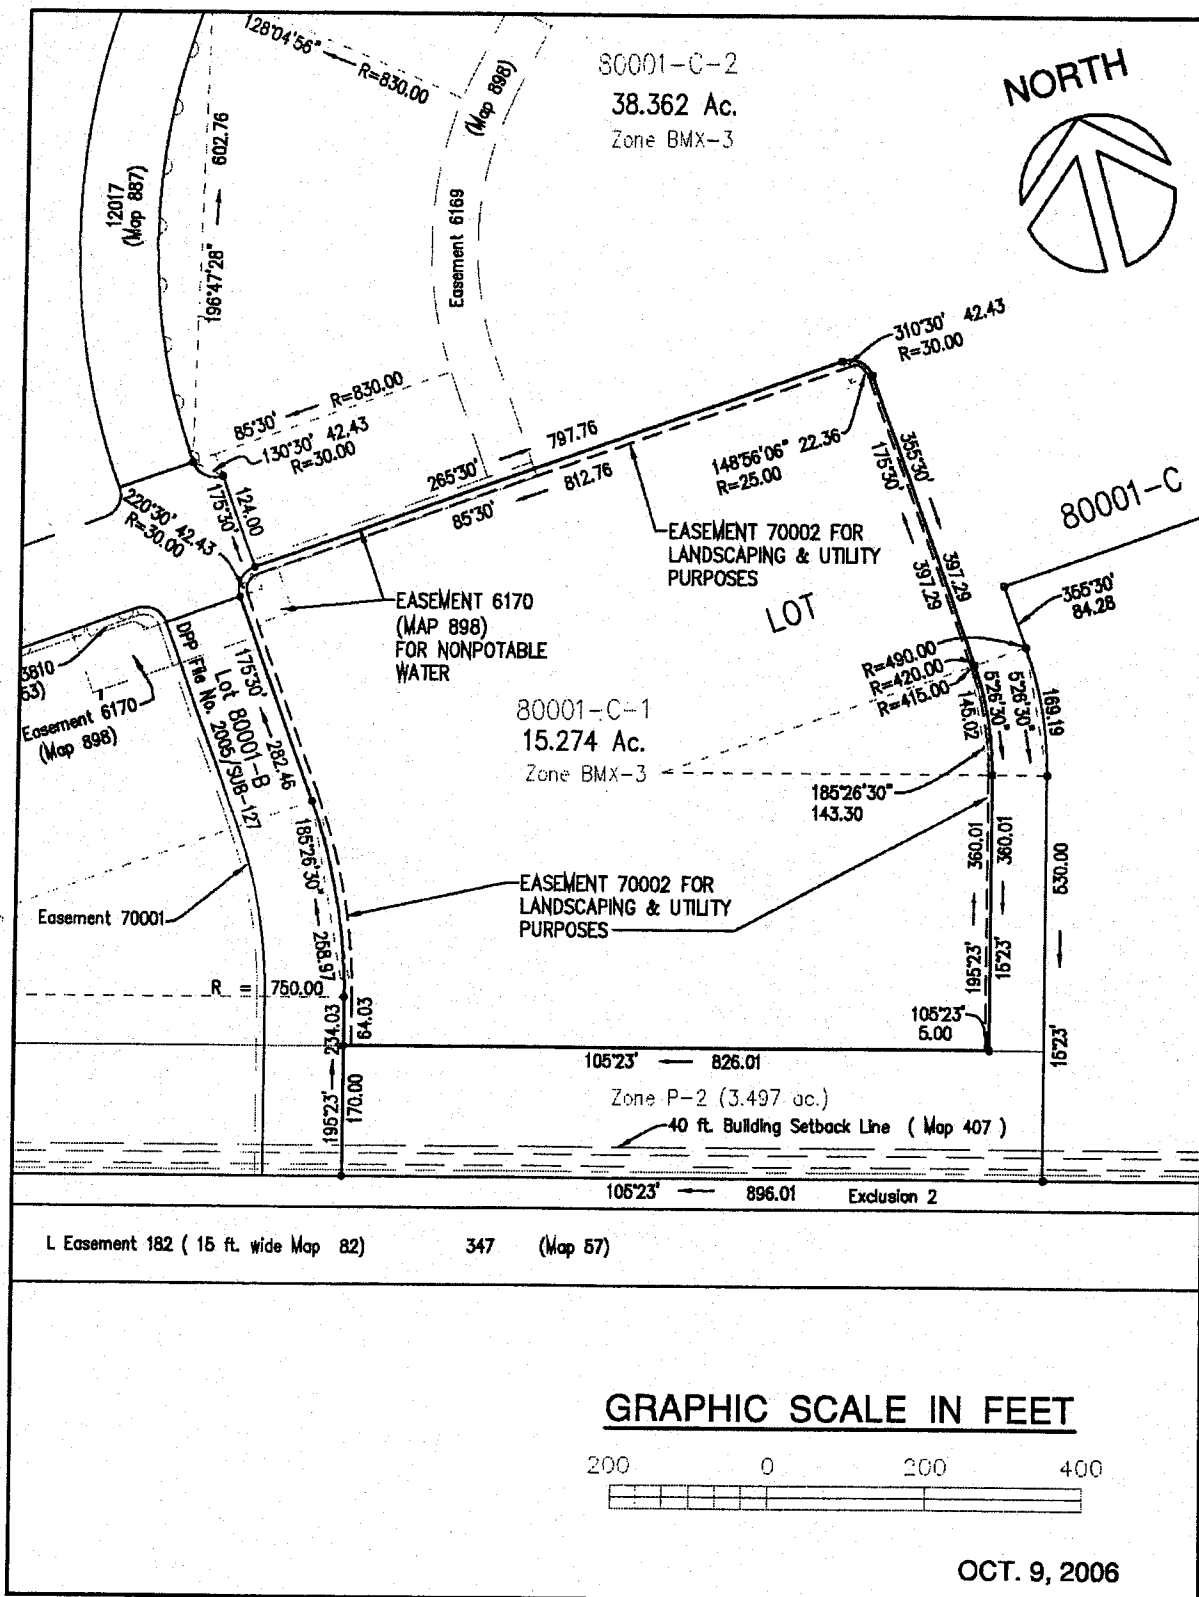 128°04'56"
R=830.00
602.76
196°47'28"
12017
(Map 887)
(Map 898)
Easement 6169
80001-C-2
38.362 Ac.
Zone BMX-3
NORTH
310°30' 42.43
R=30.00
R=830.00
85°30'
130°30' 42.43
R=30.00
265°30'
797.76
85°30'
812.76
148°56'06" 22.36
R=25.00
355°30'
175°30'
397.29
397.29
80001-C
355°30'
84.28
124.00
175°30'
220°30' 42.43
R=30.00
EASEMENT 70002 FOR
LANDSCAPING & UTILITY
PURPOSES
EASEMENT 6170
(MAP 898)
FOR NONPOTABLE
WATER
LOT
R=490.00
R=420.00
R=415.00
5°26'30"
5°26'30"
145.02
169.19
3810
53)
Easement 6170
(Map 898)
DPP File No. 2005/SUB-127
Lot 80001-B
175°30'
282.46
80001-C-1
15.274 Ac.
Zone BMX-3
185°26'30"
143.30
185°26'30"
268.97
360.01
360.01
530.00
Easement 70001
EASEMENT 70002 FOR
LANDSCAPING & UTILITY
PURPOSES
R = 750.00
195°23'
15°23'
15°23'
234.03
64.03
105°23'
5.00
105°23'
826.01
195°23'
170.00
Zone P-2 (3.497 ac.)
40 ft. Building Setback Line ( Map 407 )
105°23'
896.01
Exclusion 2
L Easement 182 ( 15 ft. wide Map 82)
347
(Map 57)
GRAPHIC SCALE IN FEET
200 0 200 400
OCT. 9, 2006